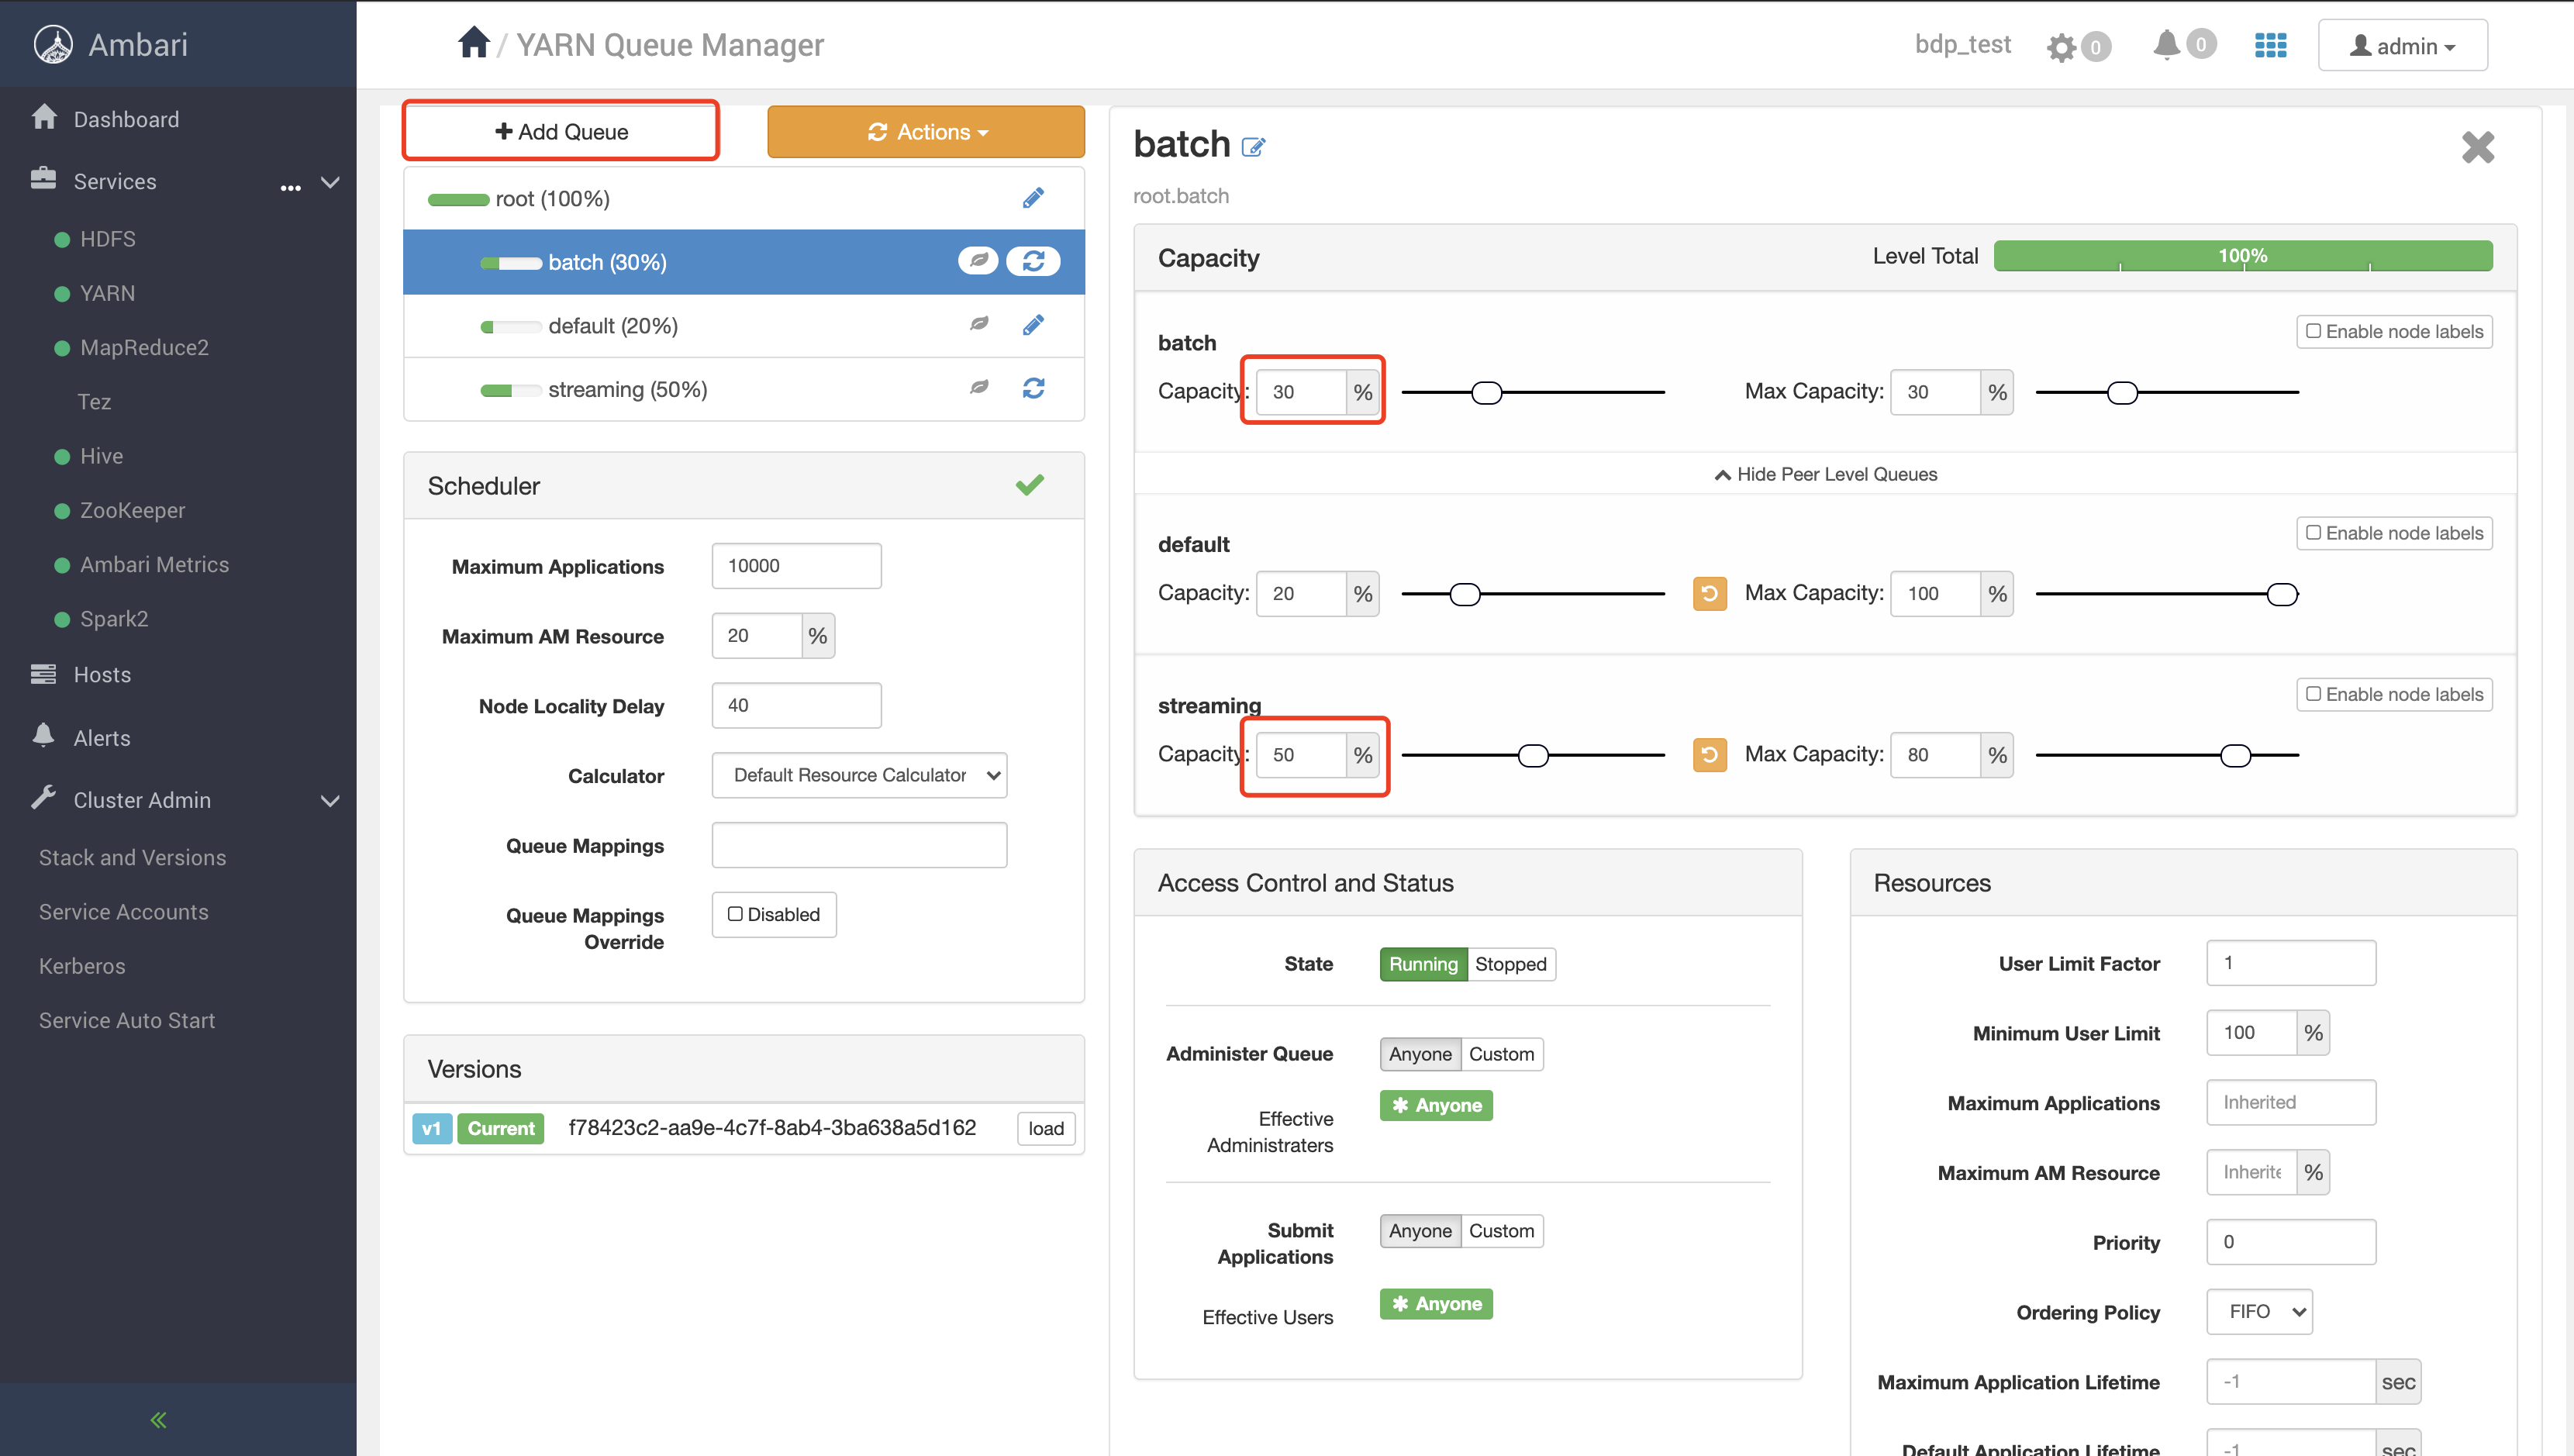 Ambari
/ YARN Queue Manager
bdp_test
0
0
admin
Dashboard
Services
...
HDFS
YARN
MapReduce2
Tez
Hive
ZooKeeper
Ambari Metrics
Spark2
Hosts
Alerts
Cluster Admin
Stack and Versions
Service Accounts
Kerberos
Service Auto Start
+ Add Queue
Actions
root (100%)
batch (30%)
default (20%)
streaming (50%)
Scheduler
Maximum Applications 10000
Maximum AM Resource 20 %
Node Locality Delay 40
Calculator Default Resource Calculator
Queue Mappings
Queue Mappings Override
Disabled
Versions
v1 Current f78423c2-aa9e-4c7f-8ab4-3ba638a5d162 load
batch
root.batch
Capacity
Level Total 100%
batch
Enable node labels
Capacity: 30 % Max Capacity: 30 %
Hide Peer Level Queues
default
Enable node labels
Capacity: 20 % Max Capacity: 100 %
streaming
Enable node labels
Capacity: 50 % Max Capacity: 80 %
Access Control and Status
State Running Stopped
Administer Queue Anyone Custom
Effective Administraters
Anyone
Submit Applications
Anyone Custom
Effective Users Anyone
Resources
User Limit Factor 1
Minimum User Limit 100 %
Maximum Applications Inherited
Maximum AM Resource Inherite %
Priority 0
Ordering Policy FIFO
Maximum Application Lifetime -1 sec
Default Application Lifetime -1 sec